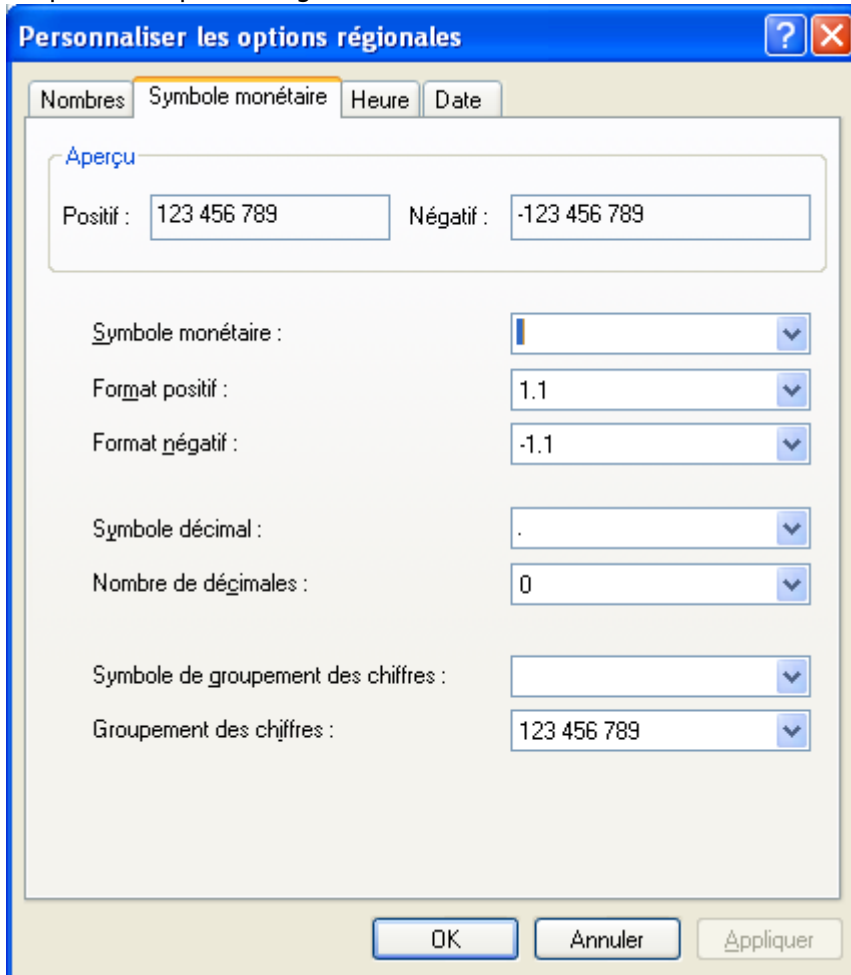 Personnaliser les options régionales
Nombres Symbole monétaire Heure Date
Aperçu
Positif : 123 456 789 Négatif : -123 456 789
Symbole monétaire :
Format positif : 1.1
Format négatif : -1.1
Symbole décimal : .
Nombre de décimales : 0
Symbole de groupement des chiffres :
Groupement des chiffres : 123 456 789
OK Annuler Appliquer